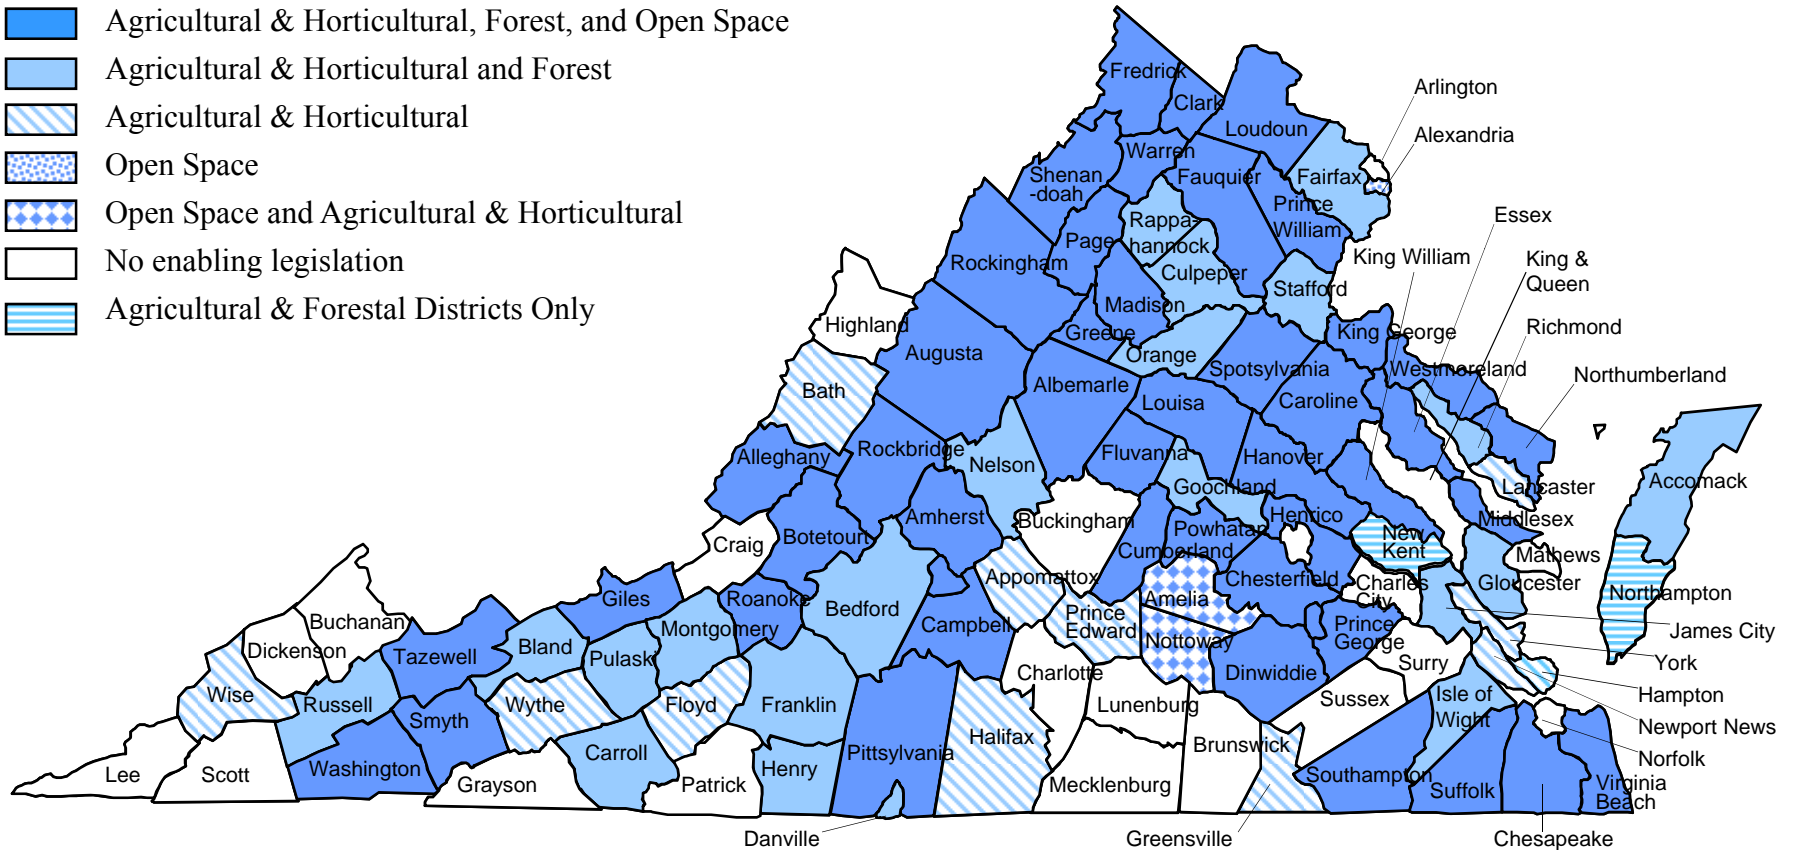 Agricultural & Horticultural, Forest, and Open Space
Agricultural & Horticultural and Forest
Agricultural & Horticultural
Open Space
Open Space and Agricultural & Horticultural
No enabling legislation
Agricultural & Forestal Districts Only
Fredrick
Clark
Loudoun
Arlington
Alexandria
Warren
Shenan
-doah
Fauquier
Fairfax
Prince
William
Essex
Rappa-
hannock
Page
Culpeper
Rockingham
King William
King &
Queen
Stafford
Madison
Highland
Greene
King George
Richmond
Augusta
Orange
Spotsylvania
Westmoreland
Northumberland
Bath
Albemarle
Louisa
Caroline
Alleghany
Rockbridge
Nelson
Fluvanna
Hanover
Goochland
Lancaster
Accomack
Amherst
Buckingham
Henrico
Middlesex
Craig
Botetourt
Powhatan
Cumberland
New
Kent
Mathews
Appomattox
Chesterfield
Charles
City
Gloucester
Northampton
Giles
Roanoke
Bedford
Amelia
Prince
Edward
Campbell
Nottoway
Prince
George
James City
Buchanan
Dickenson
Tazewell
Bland
Montgomery
Pulaski
York
Surry
Charlotte
Dinwiddie
Hampton
Wise
Russell
Wythe
Floyd
Franklin
Lunenburg
Sussex
Isle of
Wight
Newport News
Smyth
Carroll
Halifax
Brunswick
Norfolk
Lee
Scott
Washington
Grayson
Patrick
Henry
Pittsylvania
Mecklenburg
Southampton
Suffolk
Virginia
Beach
Danville
Greensville
Chesapeake